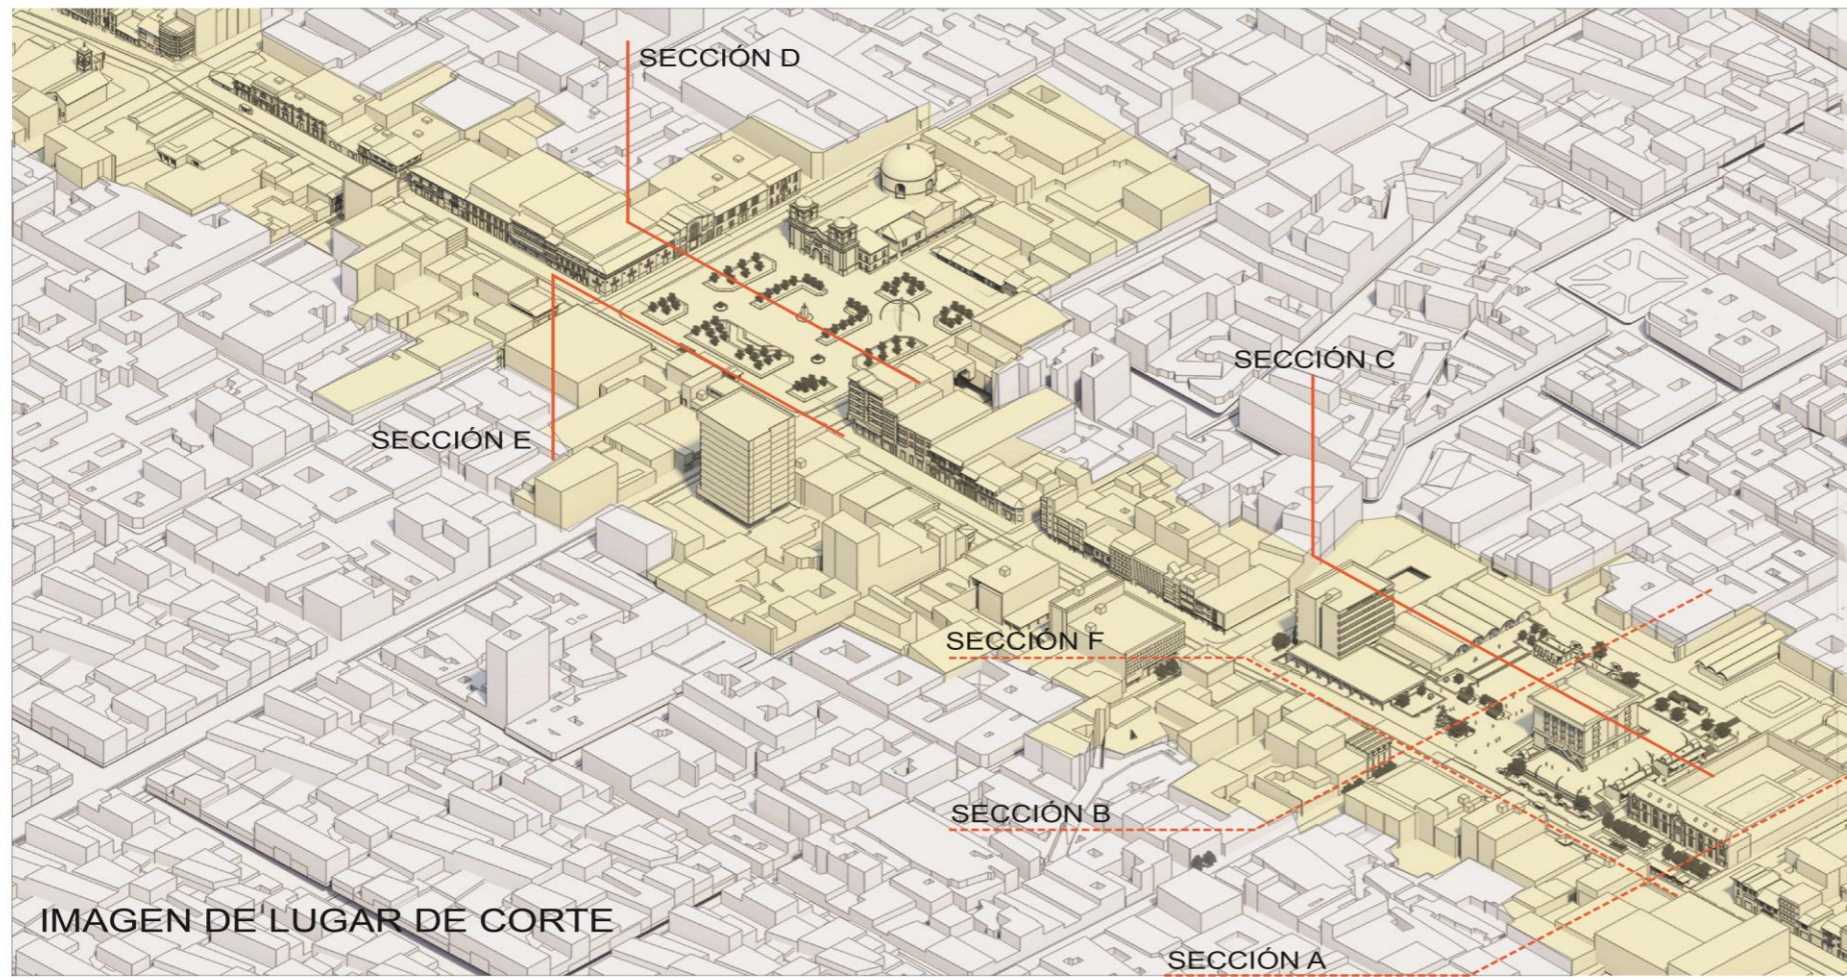 SECCIÓN D
SECCIÓN C
SECCIÓN E
SECCIÓN F
SECCIÓN B
IMAGEN DE LUGAR DE CORTE
SECCIÓN A